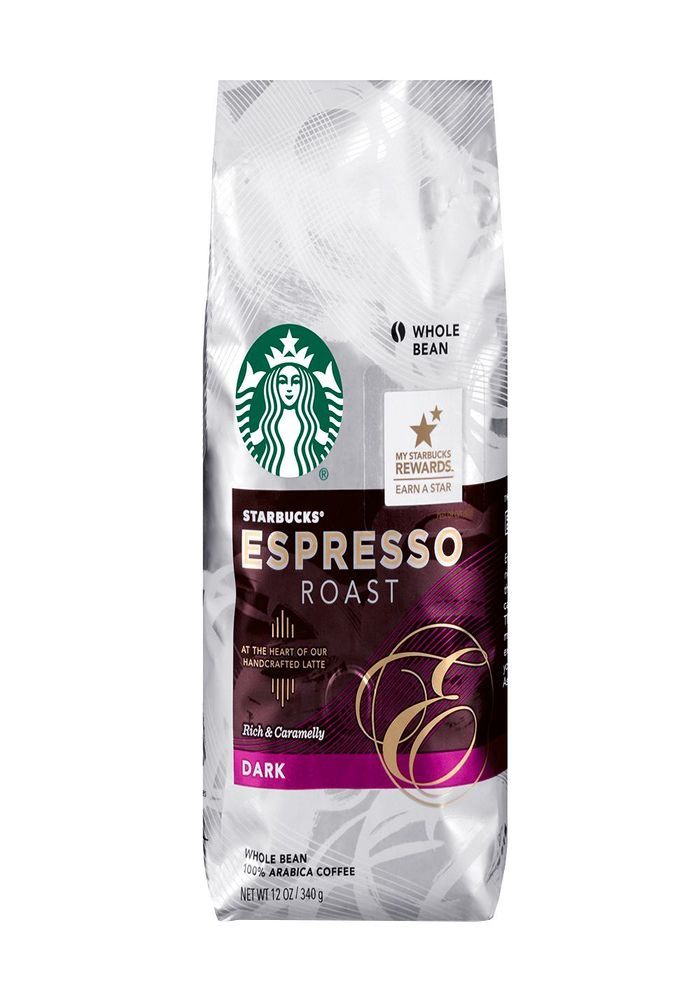 WHOLE
BEAN
MY STARBUCKS
REWARDS™
EARN A STAR
STARBUCKS®
ESPRESSO
ROAST
AT THE HEART OF OUR
HANDCRAFTED LATTE
Rich & Caramelly
DARK
WHOLE BEAN
100% ARABICA COFFEE
NET WT 12 OZ / 340 g